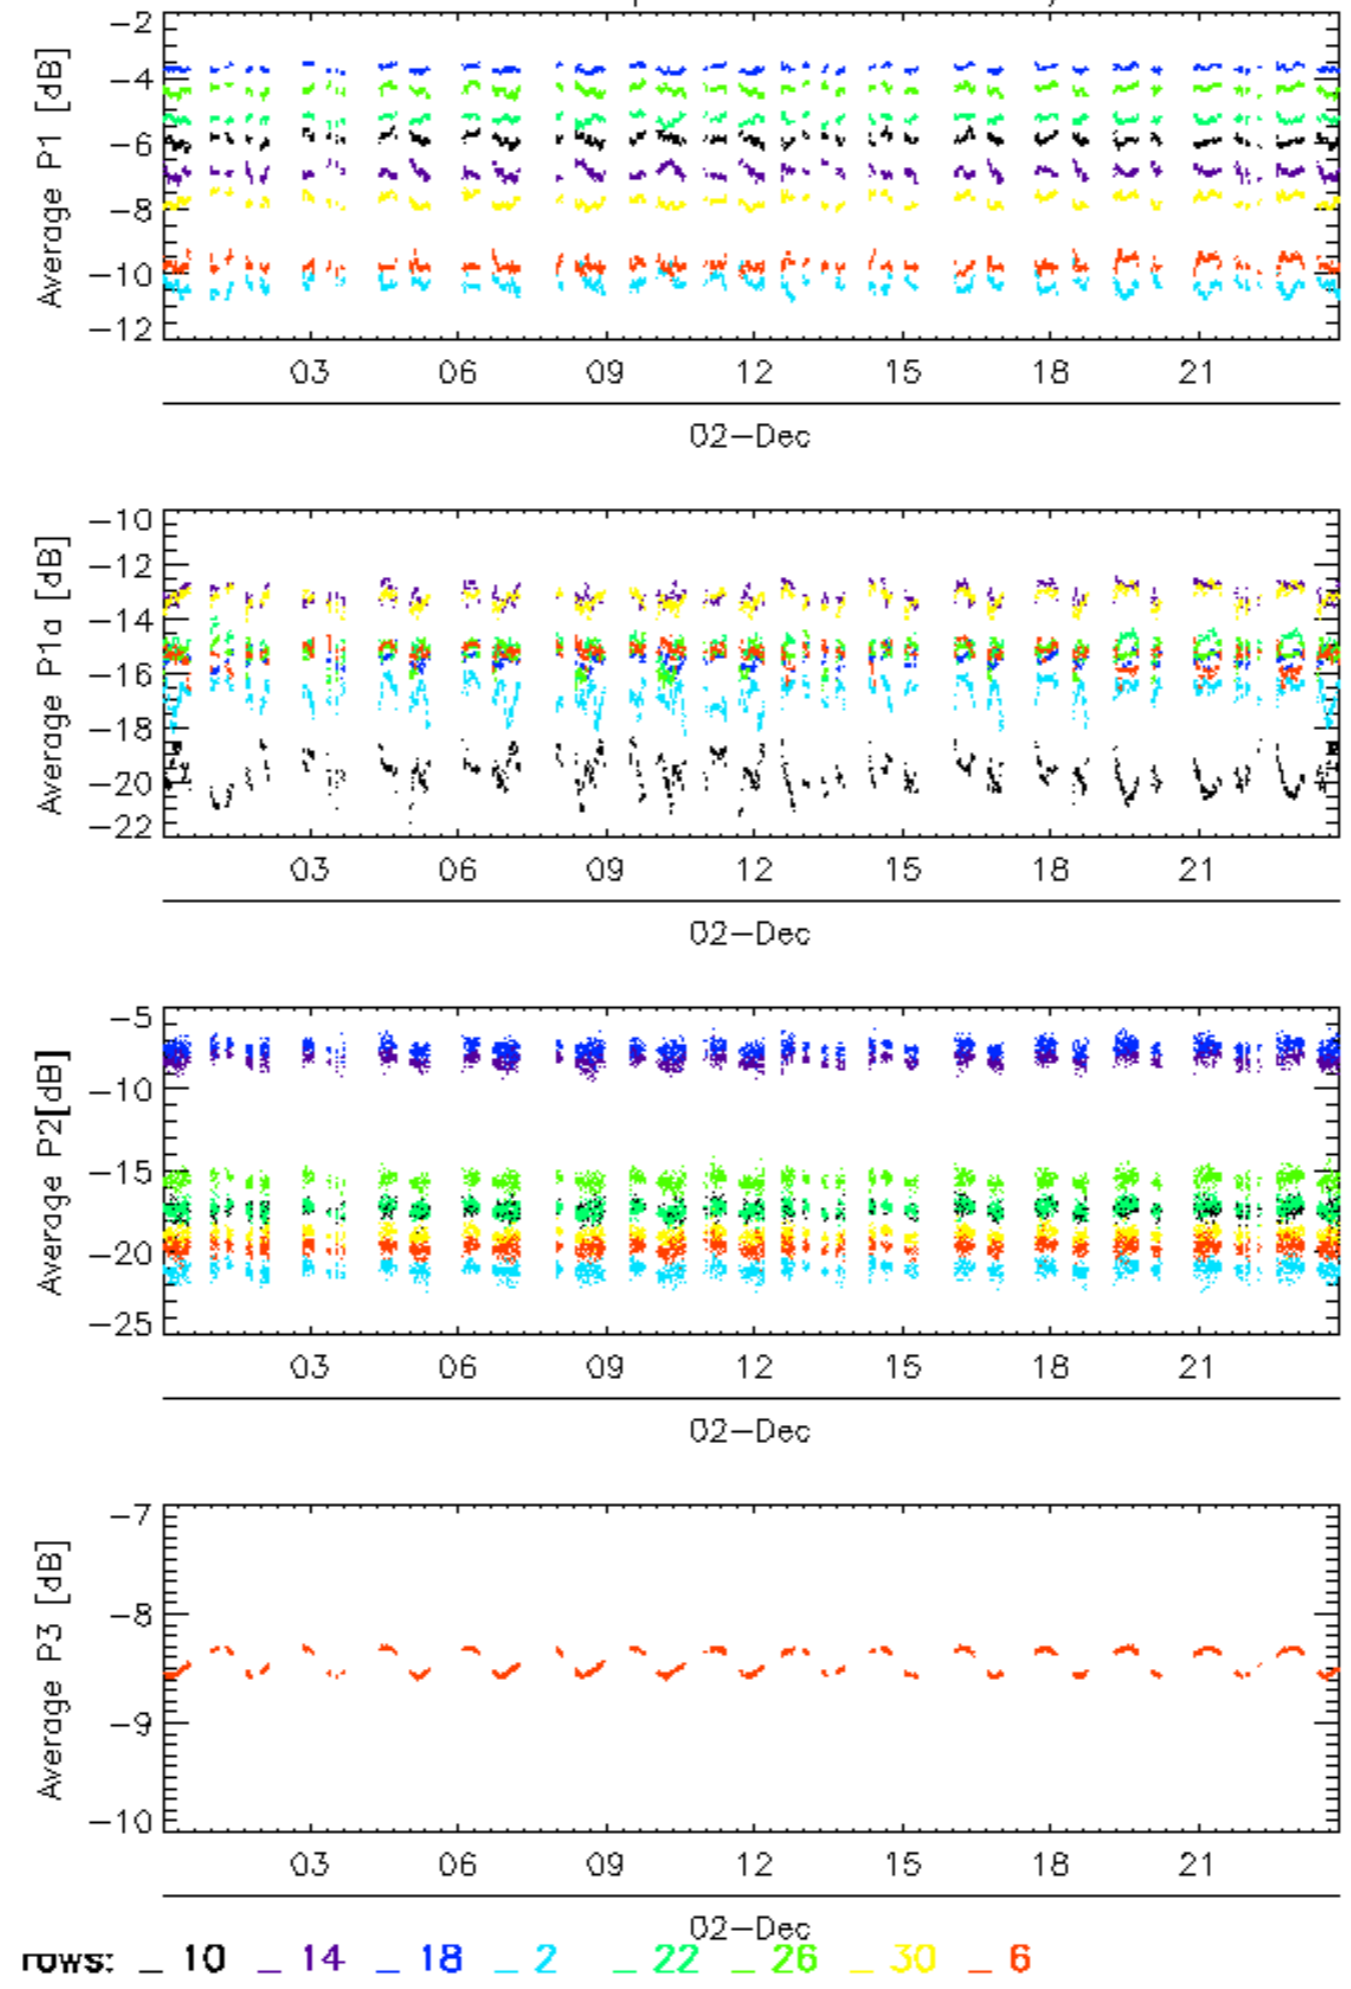 Average P1 [dB]
−2
−4
−6
−8
−10
−12
03 06 09 12 15 18 21
02−Dec
Average P1a [dB]
−10
−12
−14
−16
−18
−20
−22
03 06 09 12 15 18 21
02−Dec
Average P2[dB]
−5
−10
−15
−20
−25
03 06 09 12 15 18 21
02−Dec
Average P3 [dB]
−7
−8
−9
−10
03 06 09 12 15 18 21
02−Dec
rows: _ 10 _ 14 _ 18 _ 2 _ 22 _ 26 _ 30 _ 6